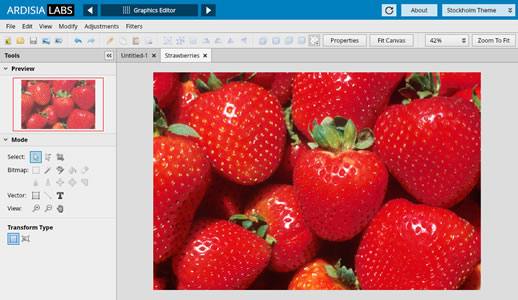 ARDISIA LABS Graphics Editor About Stockholm Theme
File Edit View Modify Adjustments Filters
Properties Fit Canvas 42% Zoom To Fit
Tools
Untitled-1 Strawberries
Preview
Mode
Select:
Bitmap:
Vector:
View:
Transform Type